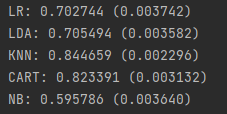 LR: 0.702744 (0.003742)
LDA: 0.705494 (0.003582)
KNN: 0.844659 (0.002296)
CART: 0.823391 (0.003132)
NB: 0.595786 (0.003640)